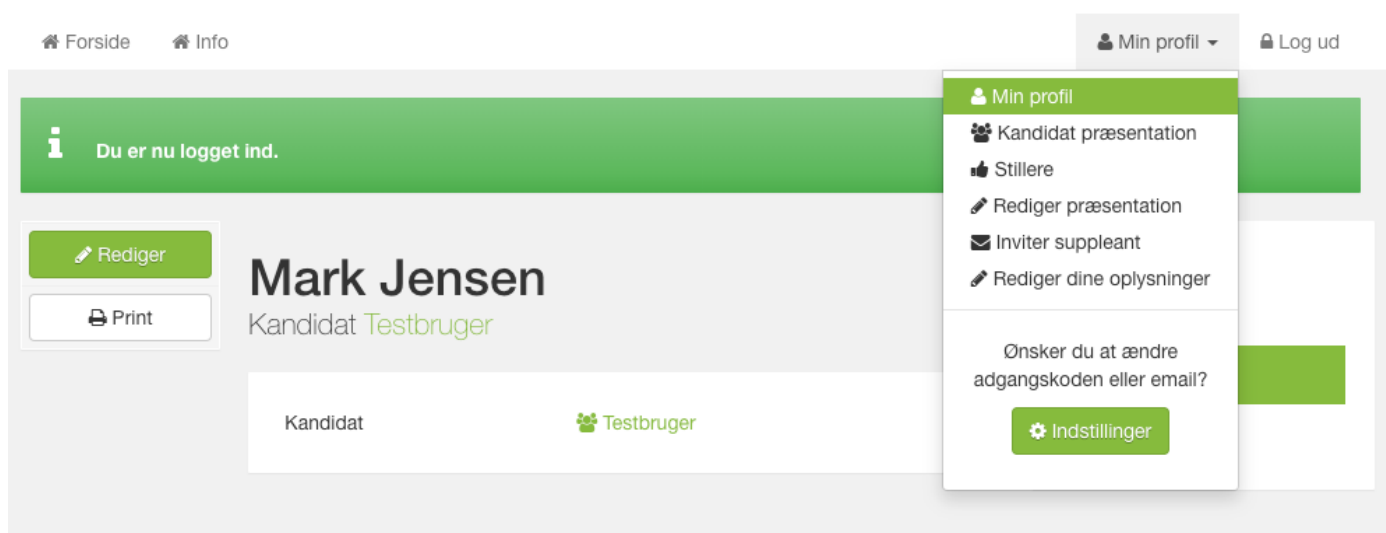 Forside Info Min profil Log ud
Min profil
Kandidat præsentation
Stillere
Rediger præsentation
Inviter suppleant
Rediger dine oplysninger
Ønsker du at ændre
adgangskoden eller email?
Indstillinger
Du er nu logget ind.
Rediger
Print
Mark Jensen
Kandidat Testbruger
Kandidat Testbruger